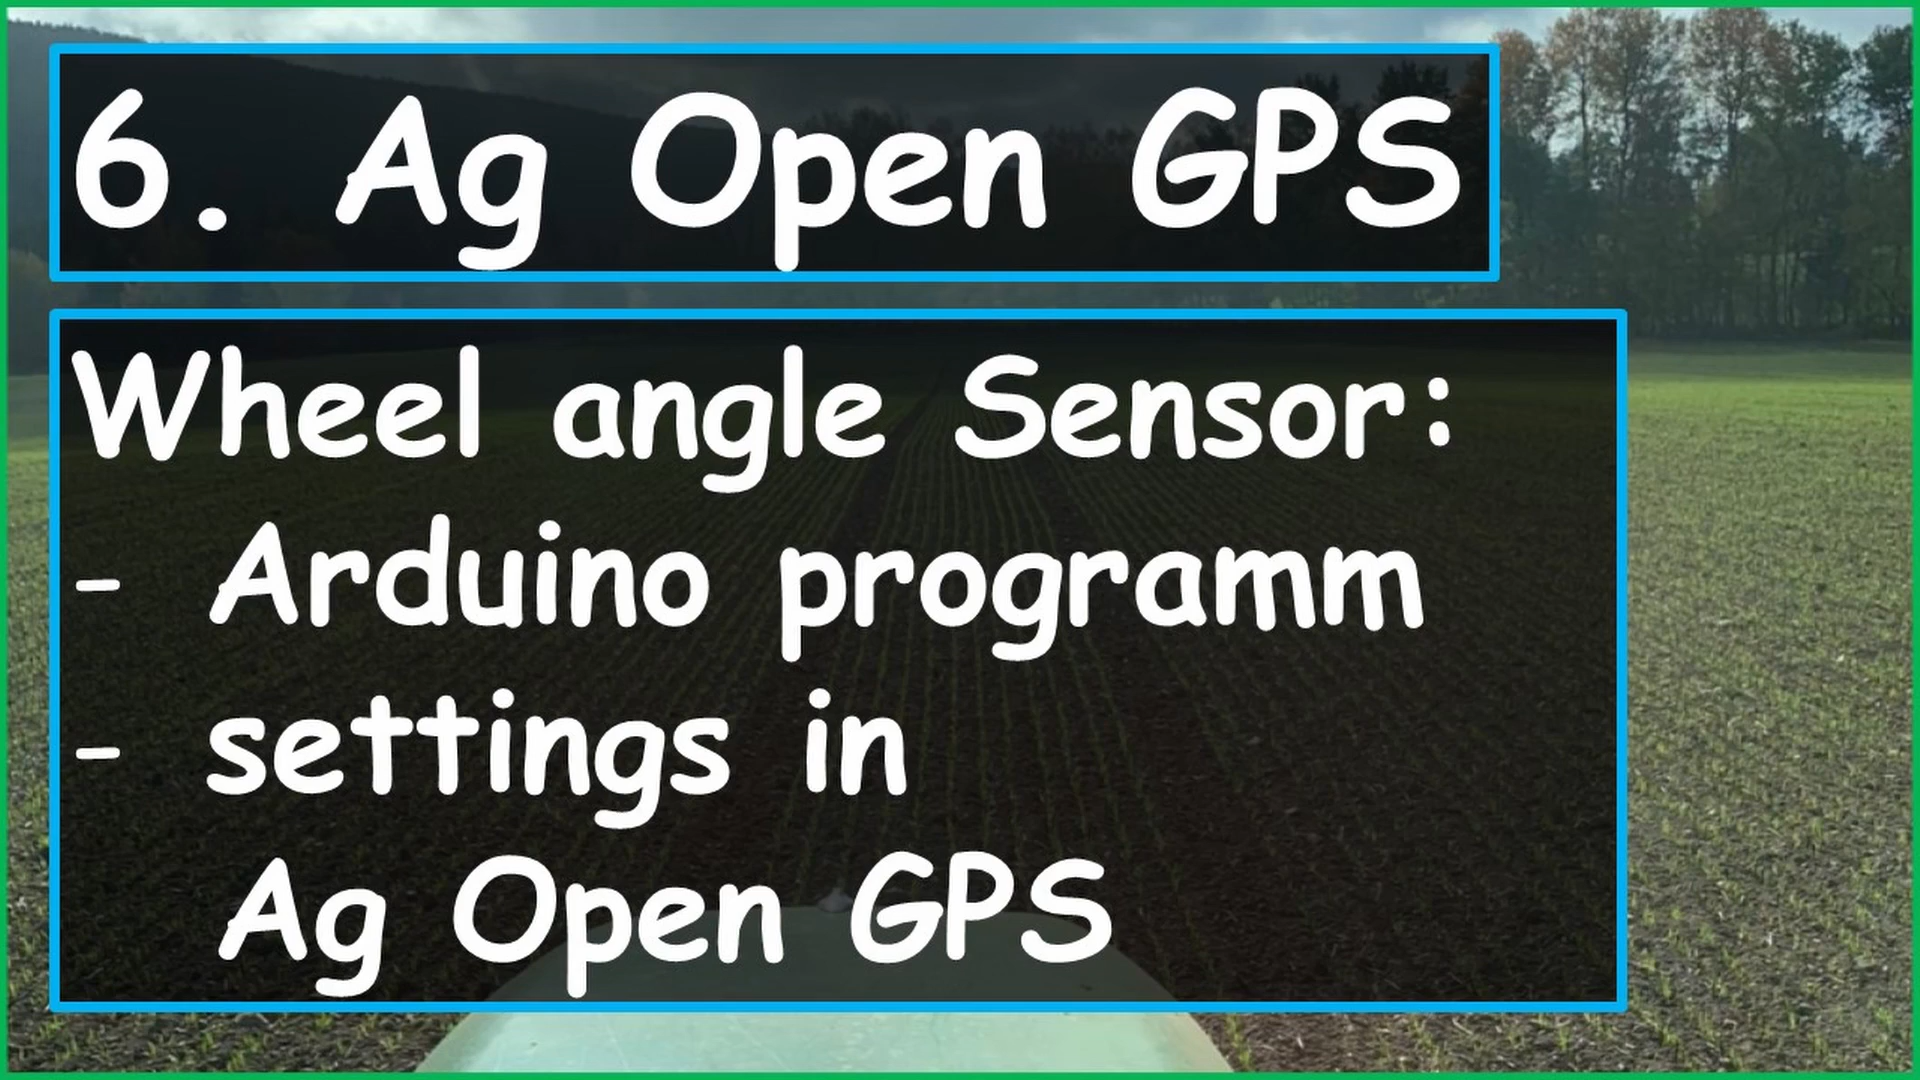 6. Ag Open GPS
Wheel angle Sensor:
- Arduino programm
- settings in
Ag Open GPS